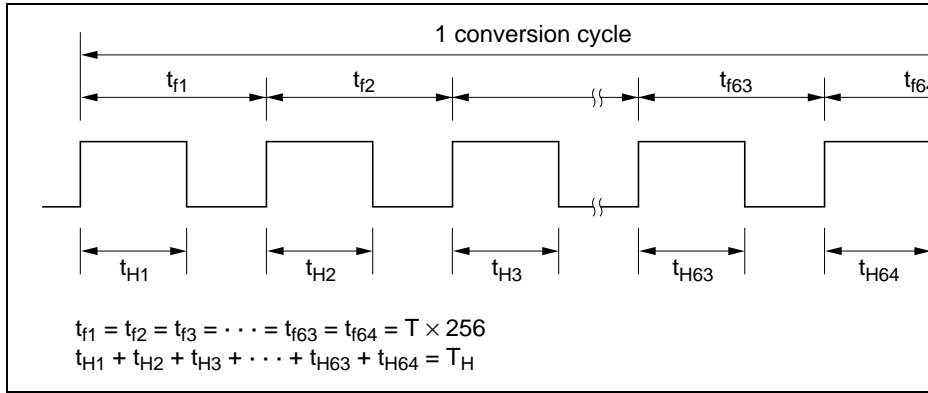 1 conversion cycle
tf1 tf2 tf63 tf64
tH1 tH2 tH3 tH63 tH64
tf1 = tf2 = tf3 = · · · = tf63 = tf64 = T × 256
tH1 + tH2 + tH3 + · · · + tH63 + tH64 = TH